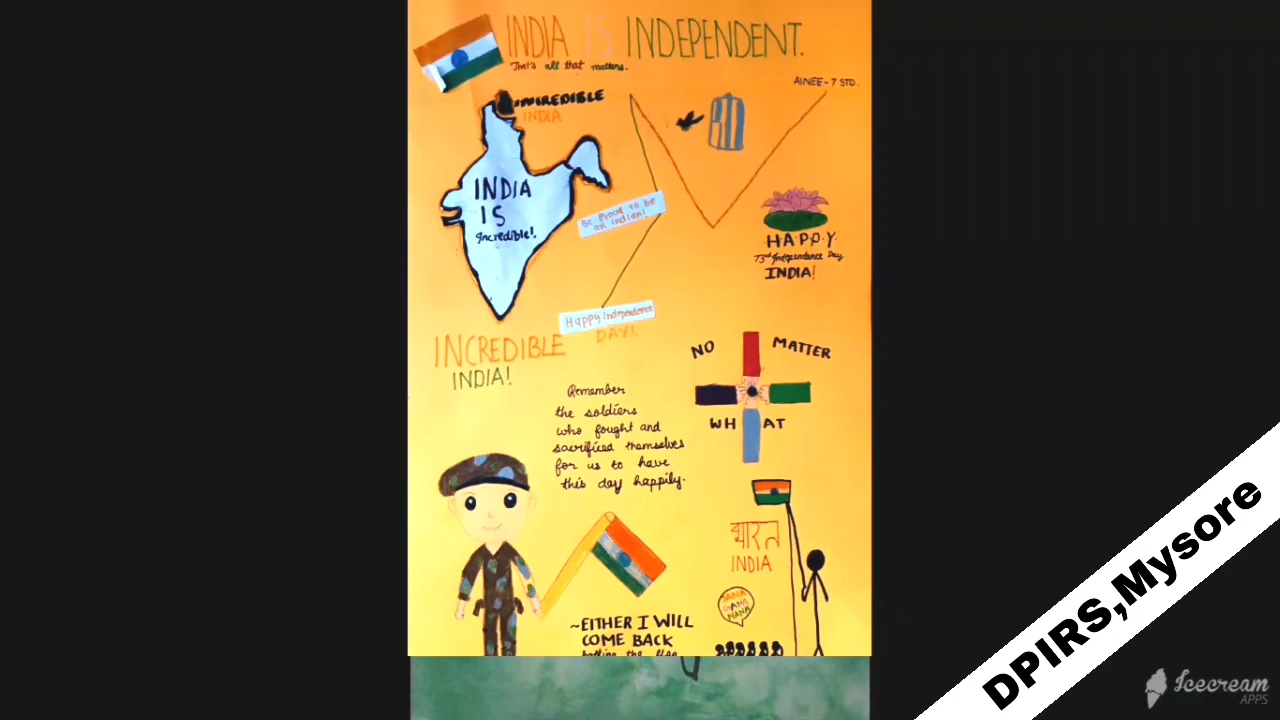 INDIA IS INDEPENDENT.
That's all that matters.
AINEE - 7 STD.
INCREDIBLE
INDIA
INDIA
IS
Incredible!
Be proud to be
an indian!
HAPPY
73rd Independence Day
INDIA!
Happy Independence
DAY!
INCREDIBLE
INDIA!
NO MATTER
WHAT
Remember
the soldiers
who fought and
sacrificed themselves
for us to have
this day happily.
भारत
INDIA
JANA
GANA
MANA
~EITHER I WILL
COME BACK
DPIRS,Mysore
Icecream
APPS